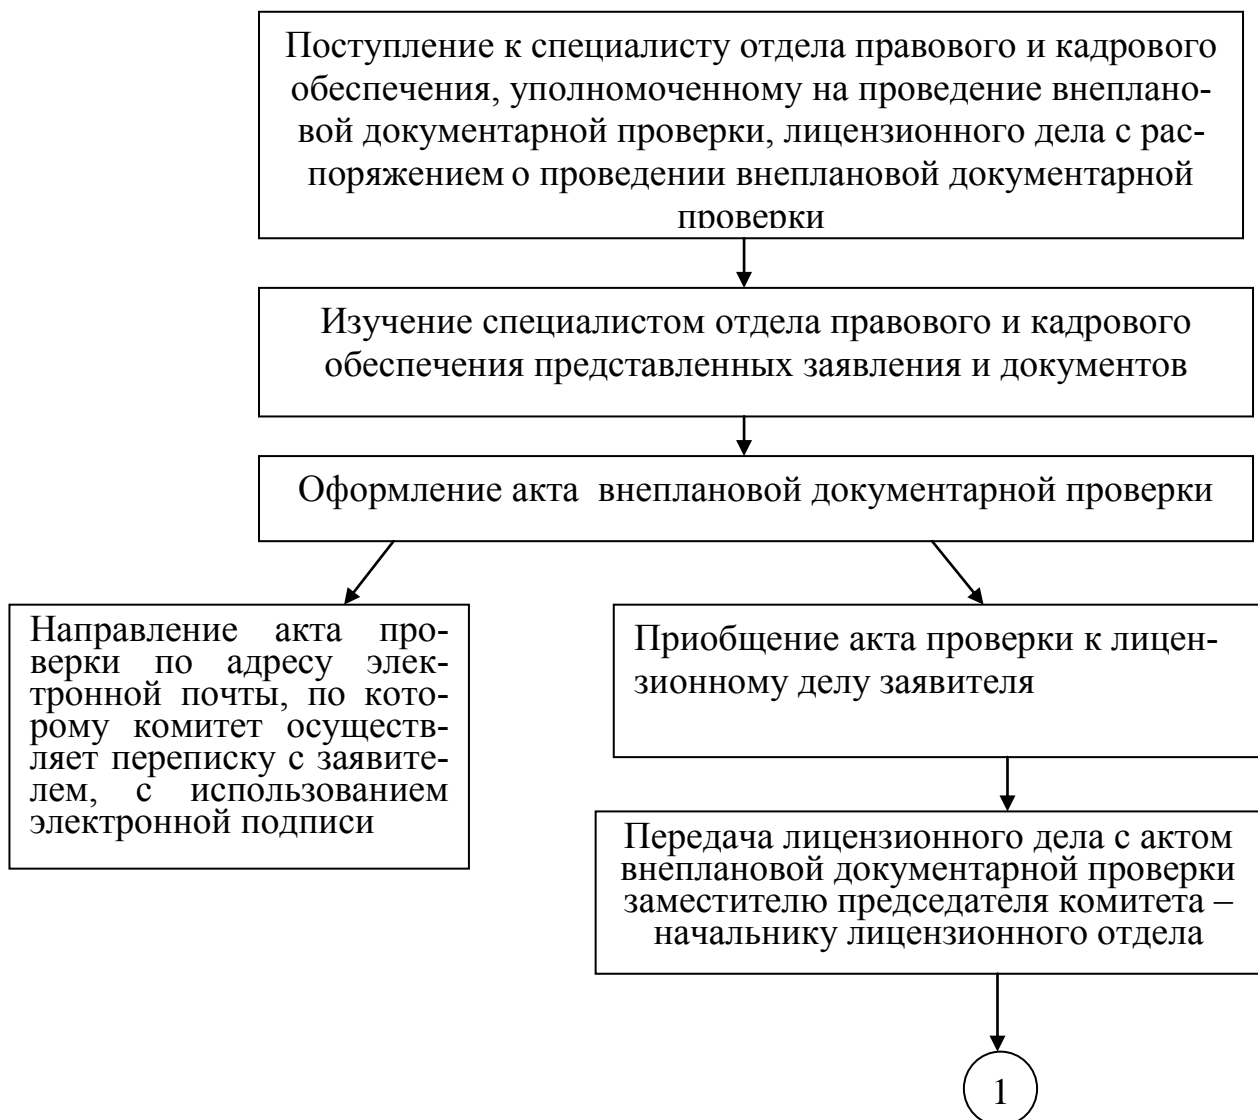 Поступление к специалисту отдела правового и кадрового
обеспечения, уполномоченному на проведение внеплано-
вой документарной проверки, лицензионного дела с рас-
поряжением о проведении внеплановой документарной
проверки
Изучение специалистом отдела правового и кадрового
обеспечения представленных заявления и документов
Оформление акта внеплановой документарной проверки
Направление акта про-
верки по адресу элек-
тронной почты, по кото-
рому комитет осуществ-
ляет переписку с заявите-
лем, с использованием
электронной подписи
Приобщение акта проверки к лицен-
зионному делу заявителя
Передача лицензионного дела с актом
внеплановой документарной проверки
заместителю председателя комитета –
начальнику лицензионного отдела
1